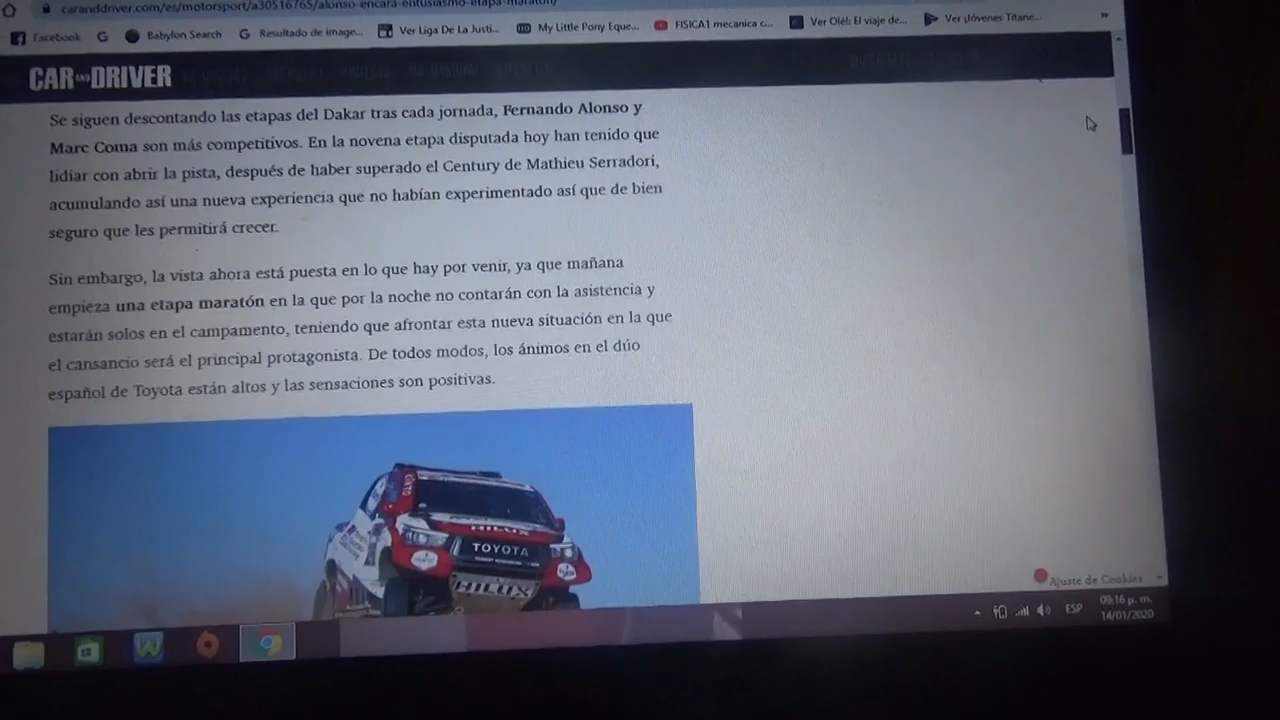 caranddriver.com/es/motorsport/a30516765/alonso-encara-entusiasmo-etapa-maraton/
Facebook Babylon Search Resultado de image... Ver Liga De La Justi... My Little Pony Eque... FISICA1 mecanica c... Ver Olé!: El viaje de... Ver ¡Jóvenes Titane... »
CAR AND DRIVER
Se siguen descontando las etapas del Dakar tras cada jornada, Fernando Alonso y
Marc Coma son más competitivos. En la novena etapa disputada hoy han tenido que
lidiar con abrir la pista, después de haber superado el Century de Mathieu Serradori,
acumulando así una nueva experiencia que no habían experimentado así que de bien
seguro que les permitirá crecer.
Sin embargo, la vista ahora está puesta en lo que hay por venir, ya que mañana
empieza una etapa maratón en la que por la noche no contarán con la asistencia y
estarán solos en el campamento, teniendo que afrontar esta nueva situación en la que
el cansancio será el principal protagonista. De todos modos, los ánimos en el dúo
español de Toyota están altos y las sensaciones son positivas.
HILUX
TOYOTA
HILUX
Ajuste de Cookies
ESP
09:16 p. m.
14/01/2020